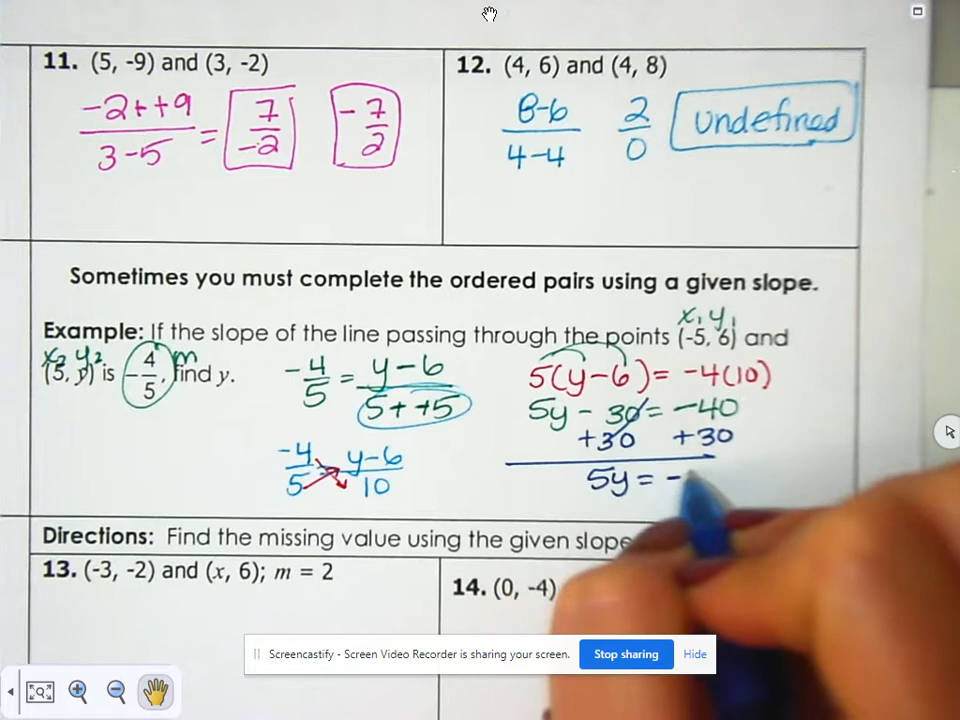 11. (5, -9) and (3, -2)
-2 + +9
3 - 5
=
7
-2
- 7
2
12. (4, 6) and (4, 8)
8-6
4-4
2
0
undefined
Sometimes you must complete the ordered pairs using a given slope.
x1 y1
Example: If the slope of the line passing through the points (-5, 6) and
x2 y2 m
(5, y) is -4/5, find y.
-4/5 = y-6
5 + +5
-4/5 = y-6
10
5(y-6) = -4(10)
5y - 30 = -40
+30 +30
5y = -
Directions: Find the missing value using the given slope
13. (-3, -2) and (x, 6); m = 2
14. (0, -4)
Screencastify - Screen Video Recorder is sharing your screen. Stop sharing Hide